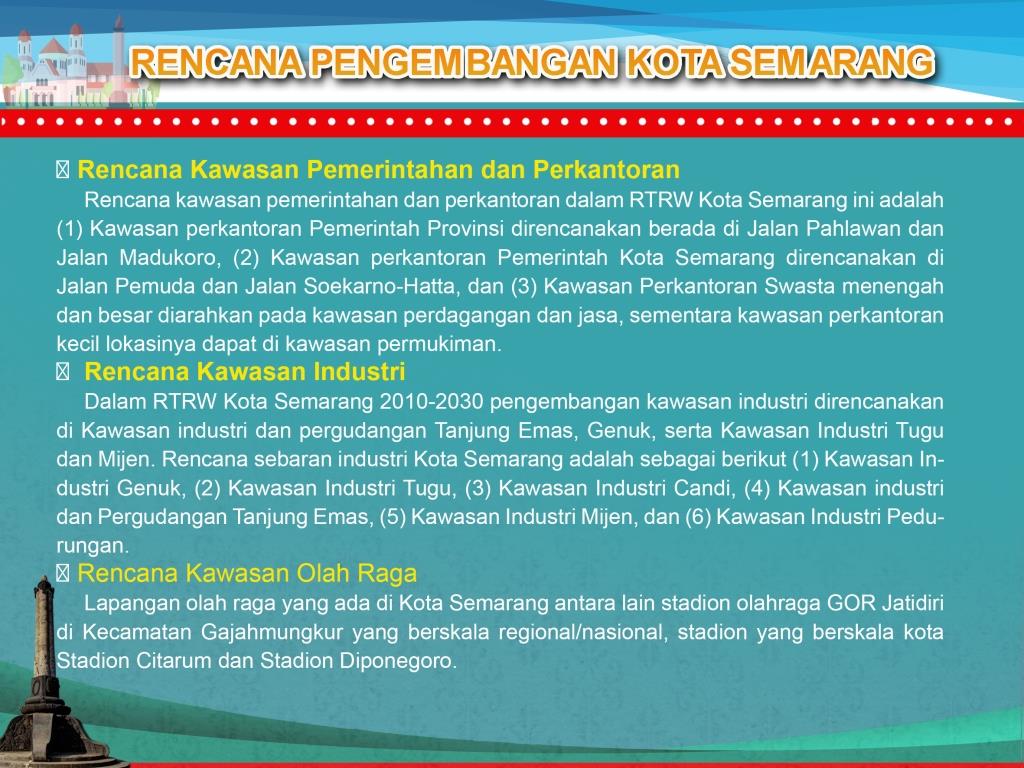 RENCANA PENGEMBANGAN KOTA SEMARANG
Rencana Kawasan Pemerintahan dan Perkantoran
Rencana kawasan pemerintahan dan perkantoran dalam RTRW Kota Semarang ini adalah
(1) Kawasan perkantoran Pemerintah Provinsi direncanakan berada di Jalan Pahlawan dan
Jalan Madukoro, (2) Kawasan perkantoran Pemerintah Kota Semarang direncanakan di
Jalan Pemuda dan Jalan Soekarno-Hatta, dan (3) Kawasan Perkantoran Swasta menengah
dan besar diarahkan pada kawasan perdagangan dan jasa, sementara kawasan perkantoran
kecil lokasinya dapat di kawasan permukiman.
Rencana Kawasan Industri
Dalam RTRW Kota Semarang 2010-2030 pengembangan kawasan industri direncanakan
di Kawasan industri dan pergudangan Tanjung Emas, Genuk, serta Kawasan Industri Tugu
dan Mijen. Rencana sebaran industri Kota Semarang adalah sebagai berikut (1) Kawasan In-
dustri Genuk, (2) Kawasan Industri Tugu, (3) Kawasan Industri Candi, (4) Kawasan industri
dan Pergudangan Tanjung Emas, (5) Kawasan Industri Mijen, dan (6) Kawasan Industri Pedu-
rungan.
Rencana Kawasan Olah Raga
Lapangan olah raga yang ada di Kota Semarang antara lain stadion olahraga GOR Jatidiri
di Kecamatan Gajahmungkur yang berskala regional/nasional, stadion yang berskala kota
Stadion Citarum dan Stadion Diponegoro.